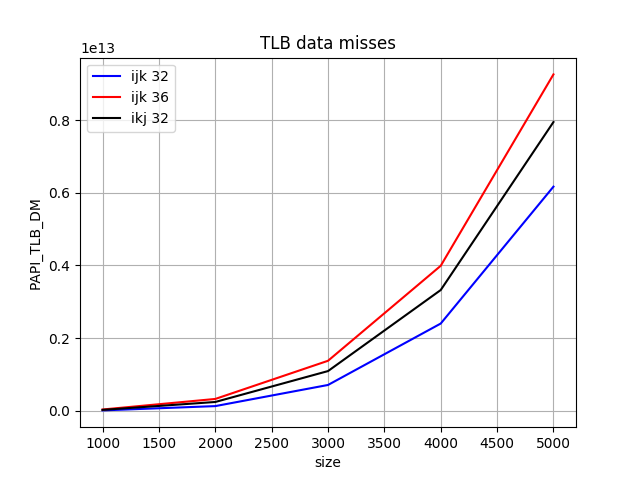 TLB data misses
1e13
ijk 32
ijk 36
ikj 32
PAPI_TLB_DM
0.8
0.6
0.4
0.2
0.0
1000 1500 2000 2500 3000 3500 4000 4500 5000
size